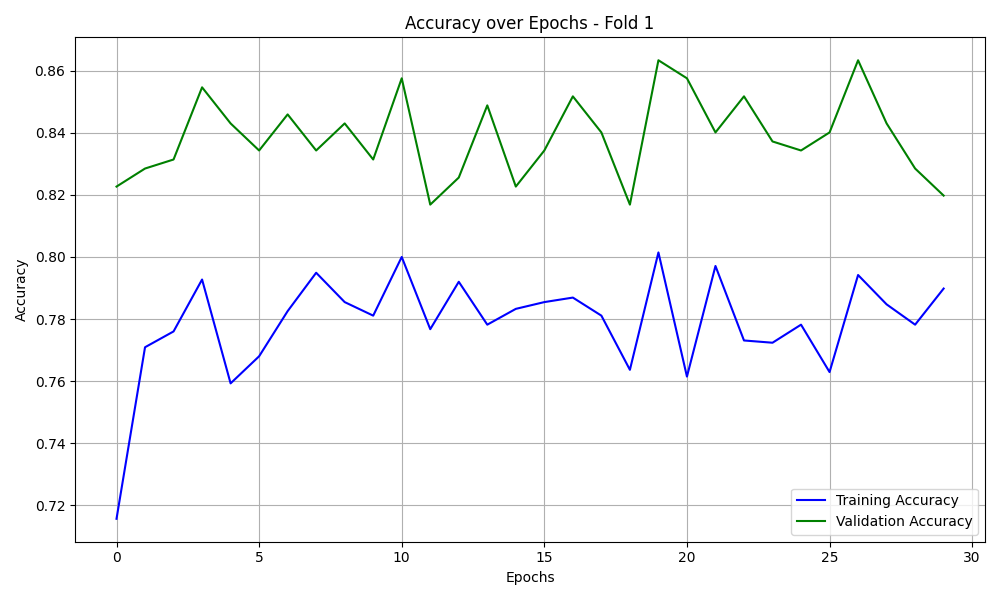 Accuracy over Epochs - Fold 1
Accuracy
0.86
0.84
0.82
0.80
0.78
0.76
0.74
0.72
0 5 10 15 20 25 30
Epochs
Training Accuracy
Validation Accuracy